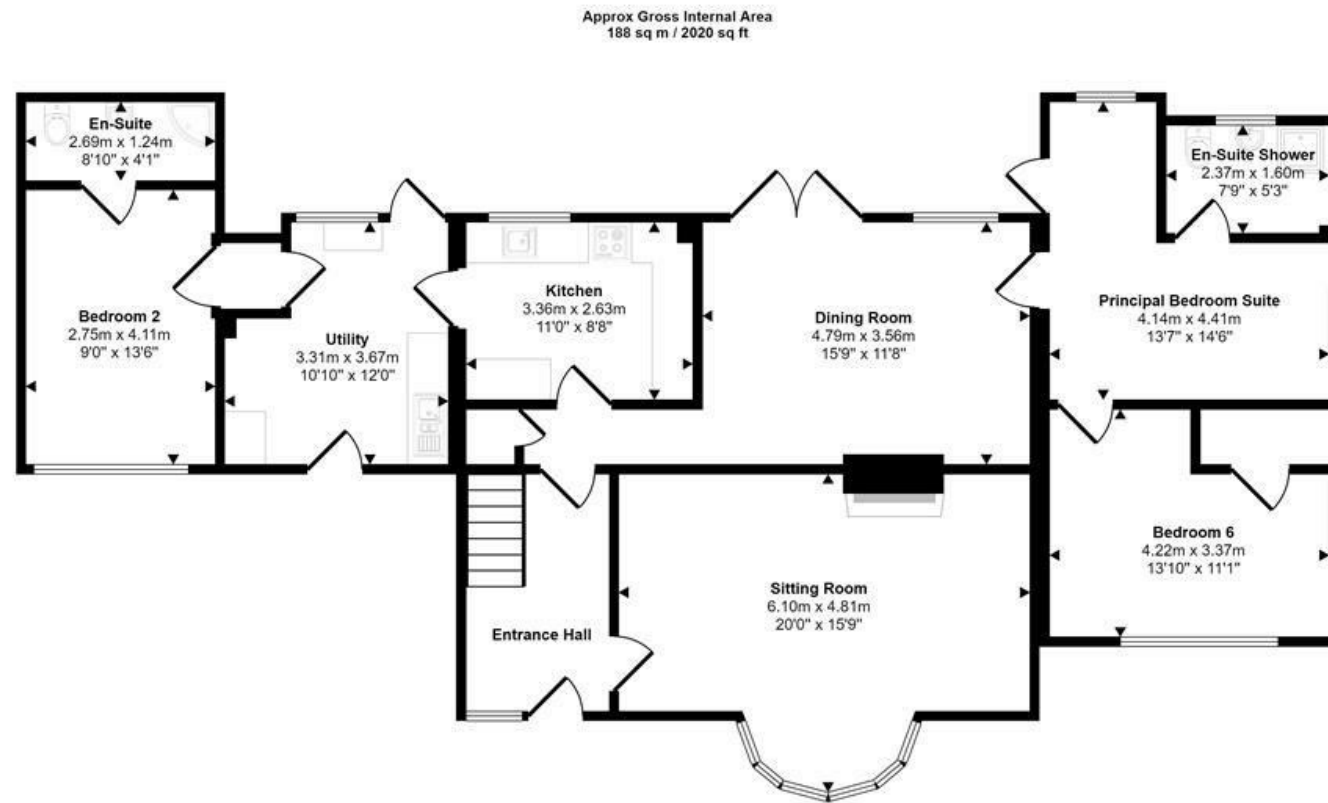 Approx Gross Internal Area
188 sq m / 2020 sq ft
En-Suite
2.69m x 1.24m
8'10" x 4'1"
En-Suite Shower
2.37m x 1.60m
7'9" x 5'3"
Bedroom 2
2.75m x 4.11m
9'0" x 13'6"
Utility
3.31m x 3.67m
10'10" x 12'0"
Kitchen
3.36m x 2.63m
11'0" x 8'8"
Dining Room
4.79m x 3.56m
15'9" x 11'8"
Principal Bedroom Suite
4.14m x 4.41m
13'7" x 14'6"
Entrance Hall
Sitting Room
6.10m x 4.81m
20'0" x 15'9"
Bedroom 6
4.22m x 3.37m
13'10" x 11'1"